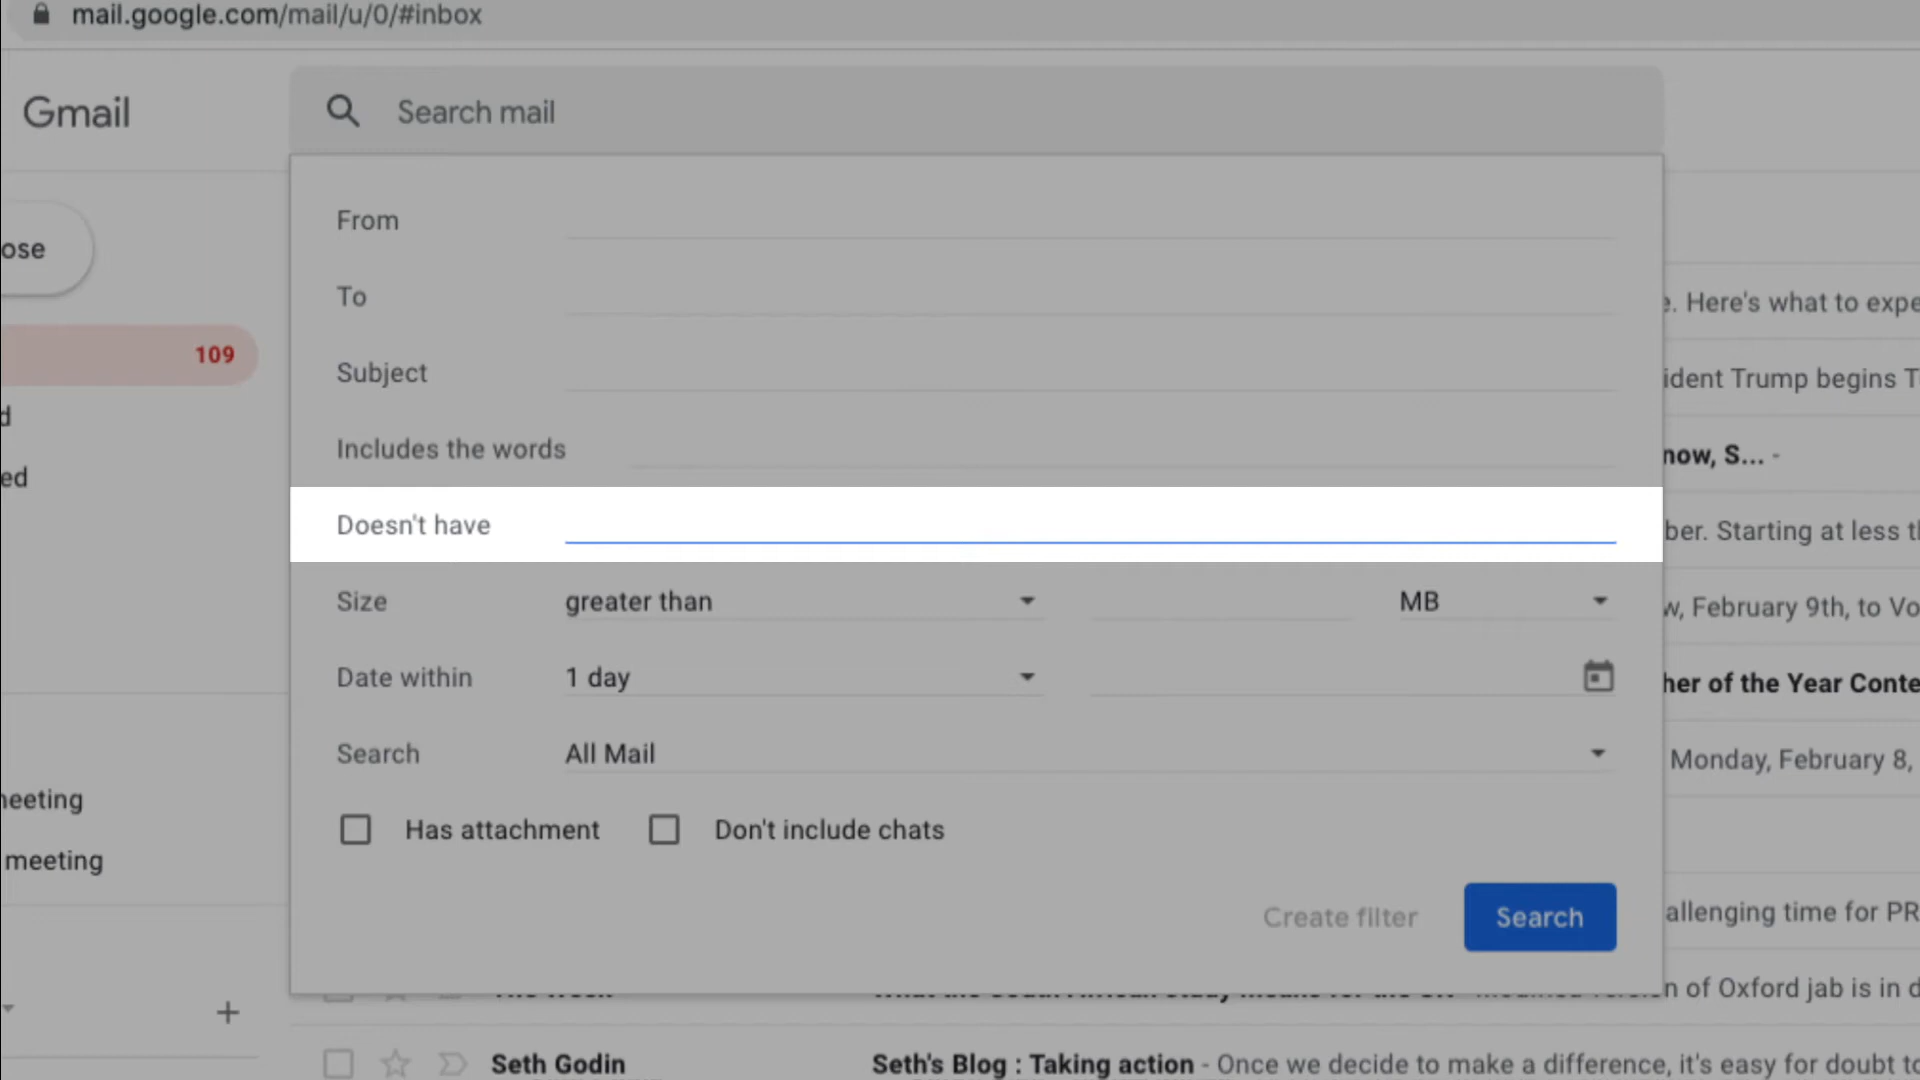 mail.google.com/mail/u/0/#inbox
Gmail
Search mail
From
ose
To
. Here's what to expe
109
Subject
ident Trump begins T
d
Includes the words
now, S... -
ed
Doesn't have
ber. Starting at less th
Size greater than MB
w, February 9th, to Vo
Date within 1 day
her of the Year Conte
Search All Mail
Monday, February 8,
neeting
Has attachment Don't include chats
meeting
Create filter Search
allenging time for PR
n of Oxford jab is in d
+
Seth Godin Seth's Blog : Taking action - Once we decide to make a difference, it's easy for doubt to